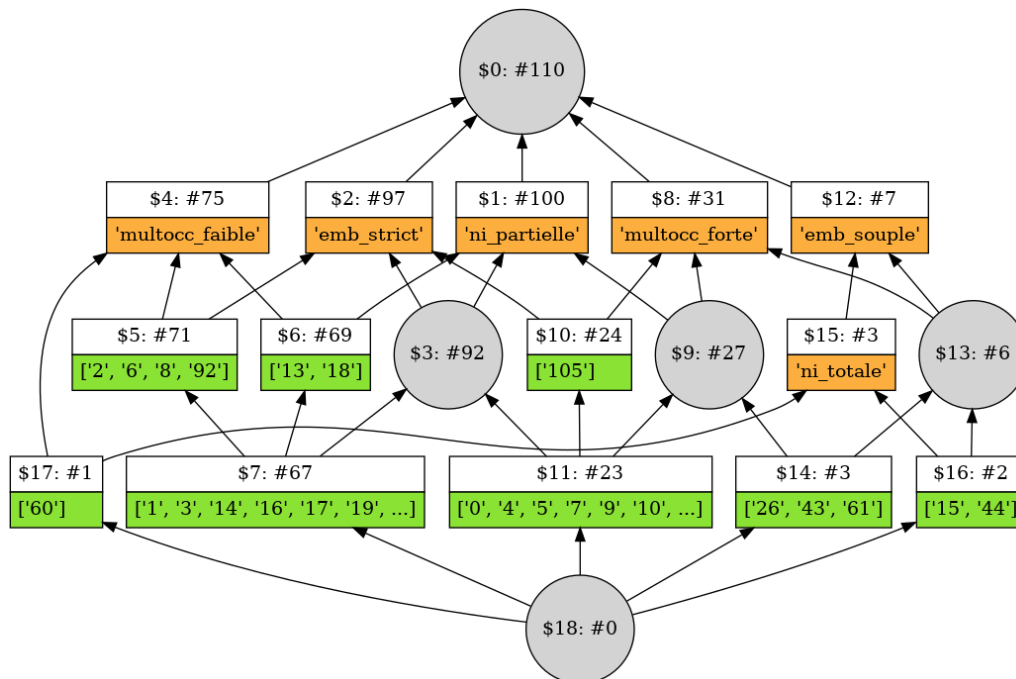 $0: #110
$4: #75
'multocc_faible'
$2: #97
'emb_strict'
$1: #100
'ni_partielle'
$8: #31
'multocc_forte'
$12: #7
'emb_souple'
$5: #71
['2', '6', '8', '92']
$6: #69
['13', '18']
$3: #92
$10: #24
['105']
$9: #27
$15: #3
'ni_totale'
$13: #6
$17: #1
['60']
$7: #67
['1', '3', '14', '16', '17', '19', ...]
$11: #23
['0', '4', '5', '7', '9', '10', ...]
$14: #3
['26', '43', '61']
$16: #2
['15', '44']
$18: #0